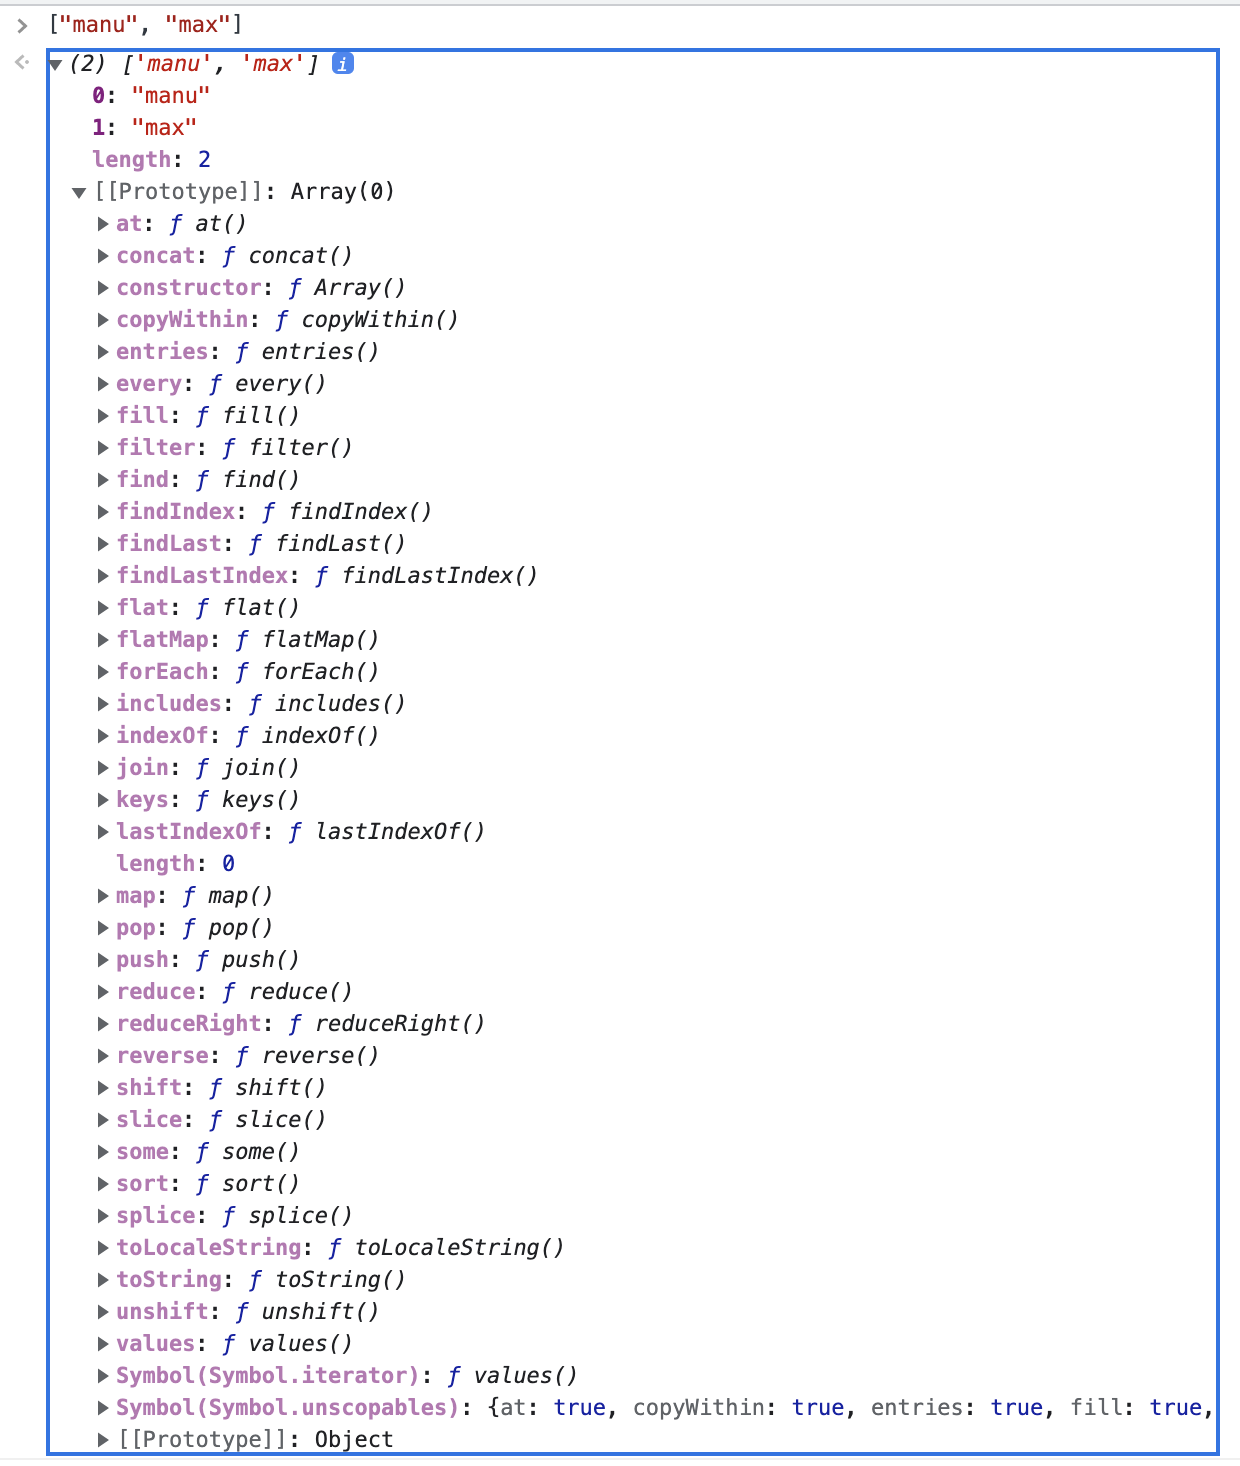 > ["manu", "max"]
(2) ['manu', 'max'] i
0: "manu"
1: "max"
length: 2
[[Prototype]]: Array(0)
at: ƒ at()
concat: ƒ concat()
constructor: ƒ Array()
copyWithin: ƒ copyWithin()
entries: ƒ entries()
every: ƒ every()
fill: ƒ fill()
filter: ƒ filter()
find: ƒ find()
findIndex: ƒ findIndex()
findLast: ƒ findLast()
findLastIndex: ƒ findLastIndex()
flat: ƒ flat()
flatMap: ƒ flatMap()
forEach: ƒ forEach()
includes: ƒ includes()
indexOf: ƒ indexOf()
join: ƒ join()
keys: ƒ keys()
lastIndexOf: ƒ lastIndexOf()
length: 0
map: ƒ map()
pop: ƒ pop()
push: ƒ push()
reduce: ƒ reduce()
reduceRight: ƒ reduceRight()
reverse: ƒ reverse()
shift: ƒ shift()
slice: ƒ slice()
some: ƒ some()
sort: ƒ sort()
splice: ƒ splice()
toLocaleString: ƒ toLocaleString()
toString: ƒ toString()
unshift: ƒ unshift()
values: ƒ values()
Symbol(Symbol.iterator): ƒ values()
Symbol(Symbol.unscopables): {at: true, copyWithin: true, entries: true, fill: true,
[[Prototype]]: Object